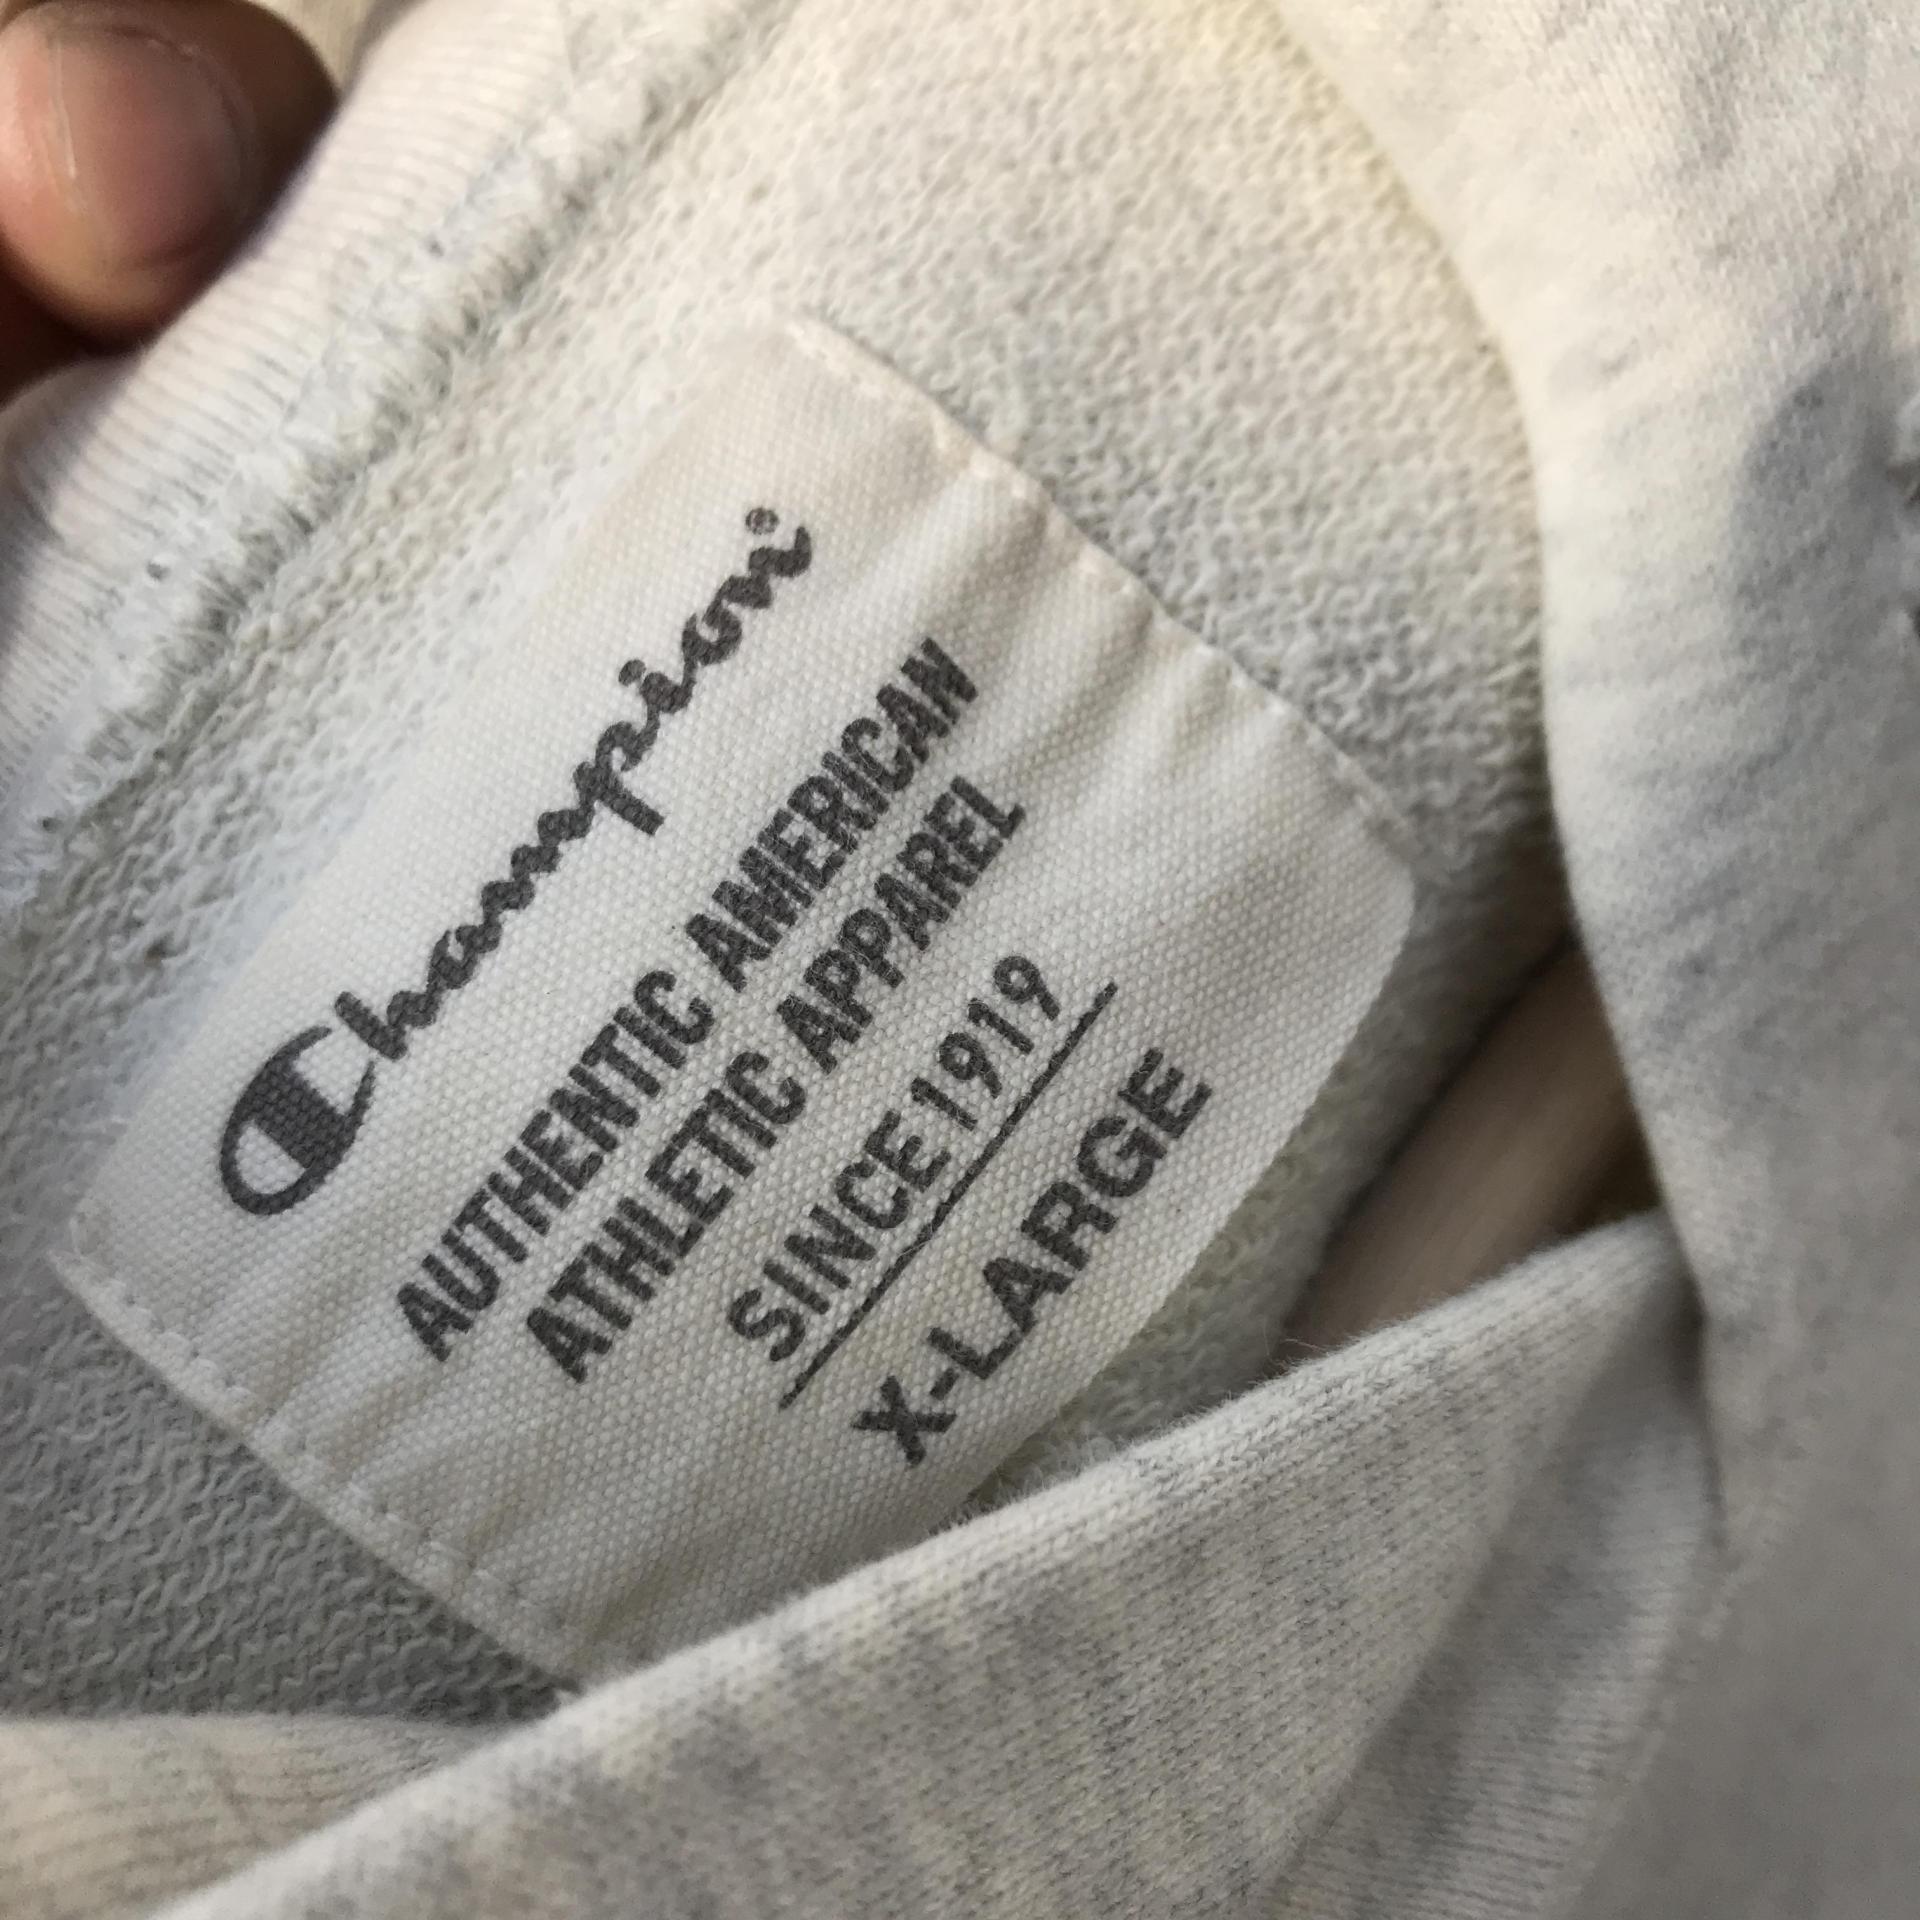 Champion®
AUTHENTIC AMERICAN
ATHLETIC APPAREL
SINCE 1919
X-LARGE